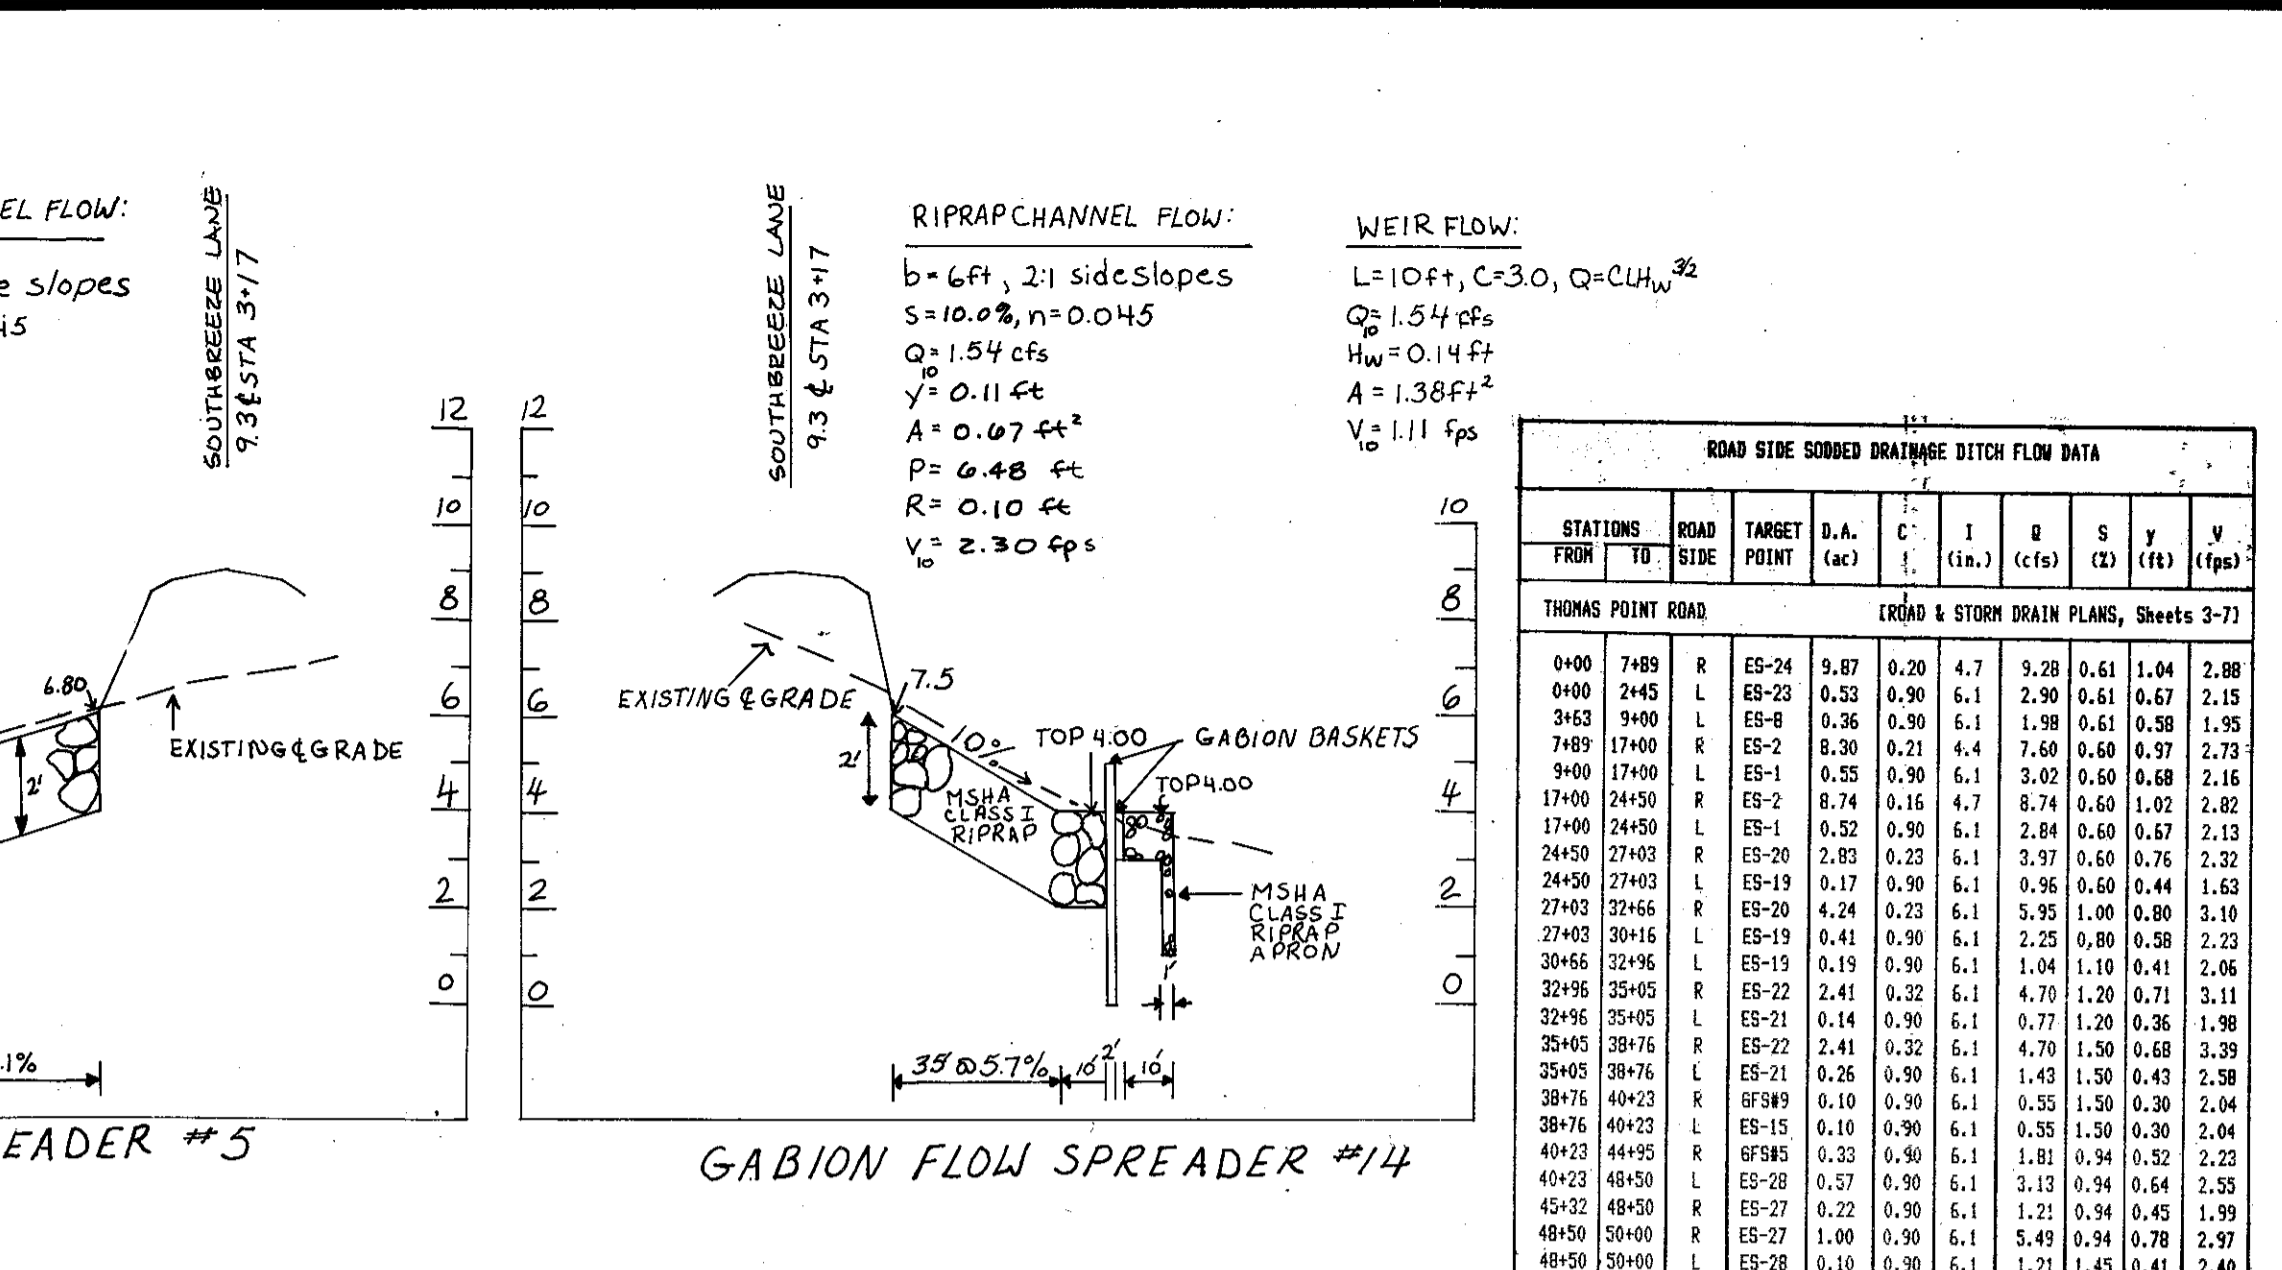 EL FLOW:
e slopes
SOUTHBREEZE LANE
9.3 ℄ STA 3+17
12
10
8
6
4
2
0
6.80
EXISTING ℄ GRADE
2'
.1%
EADER #5
SOUTHBREEZE LANE
9.3 ℄ STA 3+17
RIPRAP CHANNEL FLOW:
b=6ft, 2:1 sideslopes
S=10.0%, n=0.045
Q10=1.54 cfs
y=0.11 ft
A=0.67 ft²
P=6.48 ft
R=0.10 ft
V10=2.30 fps
WEIR FLOW:
L=10ft, C=3.0, Q=CLHw^3/2
Q10=1.54 cfs
Hw=0.14ft
A=1.38ft²
V10=1.11 fps
12
10
8
6
4
2
0
10
8
6
4
2
0
EXISTING ℄ GRADE
7.5
2'
10%
TOP 4.00
GABION BASKETS
TOP 4.00
MSHA
CLASS I
RIPRAP
MSHA
CLASS I
RIPRAP
APRON
1'
35' @ 5.7%
10'
2'
10'
GABION FLOW SPREADER #14
ROAD SIDE SODDED DRAINAGE DITCH FLOW DATA
STATIONS ROAD TARGET D.A. C I Q S y V
FROM TO SIDE POINT (ac) (in.) (cfs) (%) (ft) (fps)
THOMAS POINT ROAD [ROAD & STORM DRAIN PLANS, Sheets 3-7]
0+00 7+89 R ES-24 9.87 0.20 4.7 9.28 0.61 1.04 2.88
0+00 2+45 L ES-23 0.53 0.90 6.1 2.90 0.61 0.67 2.15
3+63 9+00 L ES-8 0.36 0.90 6.1 1.98 0.61 0.58 1.95
7+89 17+00 R ES-2 8.30 0.21 4.4 7.60 0.60 0.97 2.73
9+00 17+00 L ES-1 0.55 0.90 6.1 3.02 0.60 0.68 2.16
17+00 24+50 R ES-2 8.74 0.16 4.7 8.74 0.60 1.02 2.82
17+00 24+50 L ES-1 0.52 0.90 6.1 2.84 0.60 0.67 2.13
24+50 27+03 R ES-20 2.83 0.23 6.1 3.97 0.60 0.76 2.32
24+50 27+03 L ES-19 0.17 0.90 6.1 0.96 0.60 0.44 1.63
27+03 32+66 R ES-20 4.24 0.23 6.1 5.95 1.00 0.80 3.10
27+03 30+16 L ES-19 0.41 0.90 6.1 2.25 0.80 0.58 2.23
30+66 32+96 L ES-19 0.19 0.90 6.1 1.04 1.10 0.41 2.06
32+96 35+05 R ES-22 2.41 0.32 6.1 4.70 1.20 0.71 3.11
32+96 35+05 L ES-21 0.14 0.90 6.1 0.77 1.20 0.36 1.98
35+05 38+76 R ES-22 2.41 0.32 6.1 4.70 1.50 0.68 3.39
35+05 38+76 L ES-21 0.26 0.90 6.1 1.43 1.50 0.43 2.58
38+76 40+23 R GFS#9 0.10 0.90 6.1 0.55 1.50 0.30 2.04
38+76 40+23 L ES-15 0.10 0.90 6.1 0.55 1.50 0.30 2.04
40+23 44+95 R GFS#5 0.33 0.90 6.1 1.81 0.94 0.52 2.23
40+23 48+50 L ES-28 0.57 0.90 6.1 3.13 0.94 0.64 2.55
45+32 48+50 R ES-27 0.22 0.90 6.1 1.21 0.94 0.45 1.99
48+50 50+00 R ES-27 1.00 0.90 6.1 5.49 0.94 0.78 2.97
48+50 50+00 L ES-28 0.10 0.90 6.1 1.21 1.45 0.41 2.40